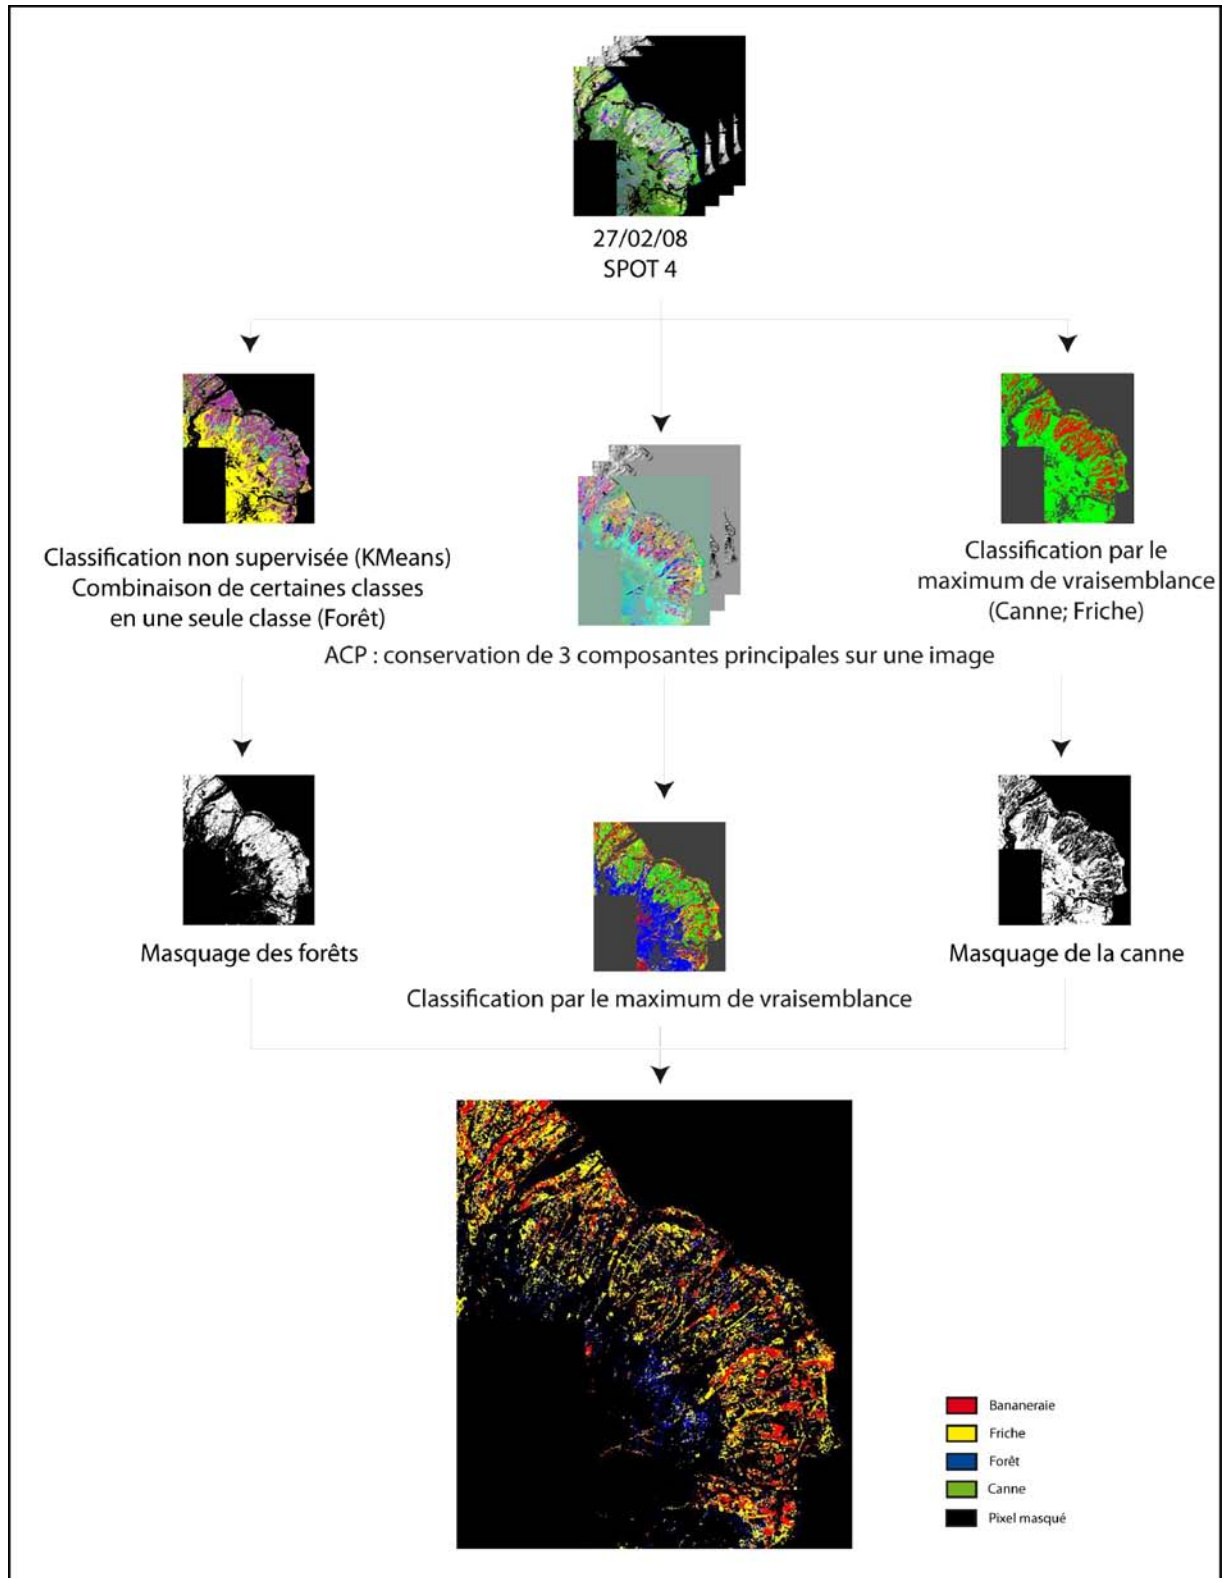 27/02/08
SPOT 4
Classification non supervisée (KMeans)
Combinaison de certaines classes
en une seule classe (Forêt)
Classification par le
maximum de vraisemblance
(Canne; Friche)
ACP : conservation de 3 composantes principales sur une image
Masquage des forêts
Masquage de la canne
Classification par le maximum de vraisemblance
Bananeraie
Friche
Forêt
Canne
Pixel masqué